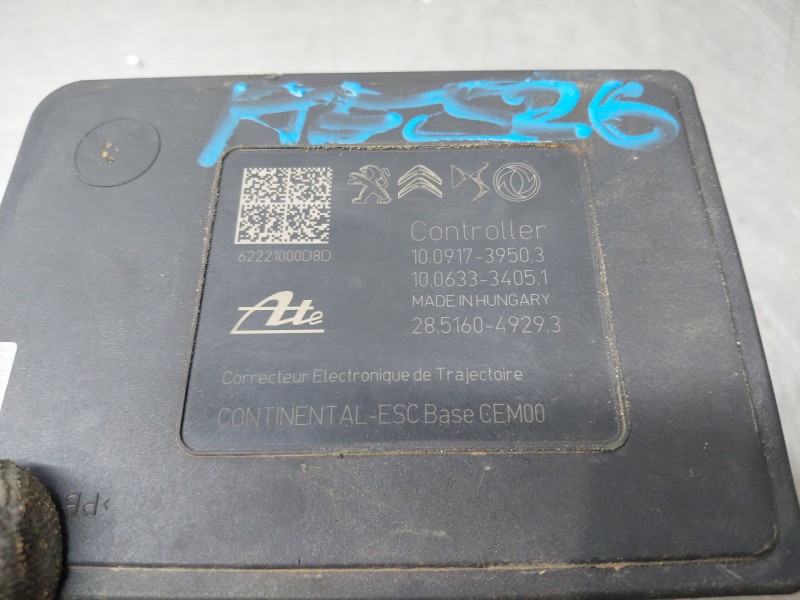 62221000D8D
Controller
10.0917-3950.3
10.0633-3405.1
MADE IN HUNGARY
28.5160-4929.3
Ate
Correcteur Electronique de Trajectoire
CONTINENTAL-ESC Base CEM00